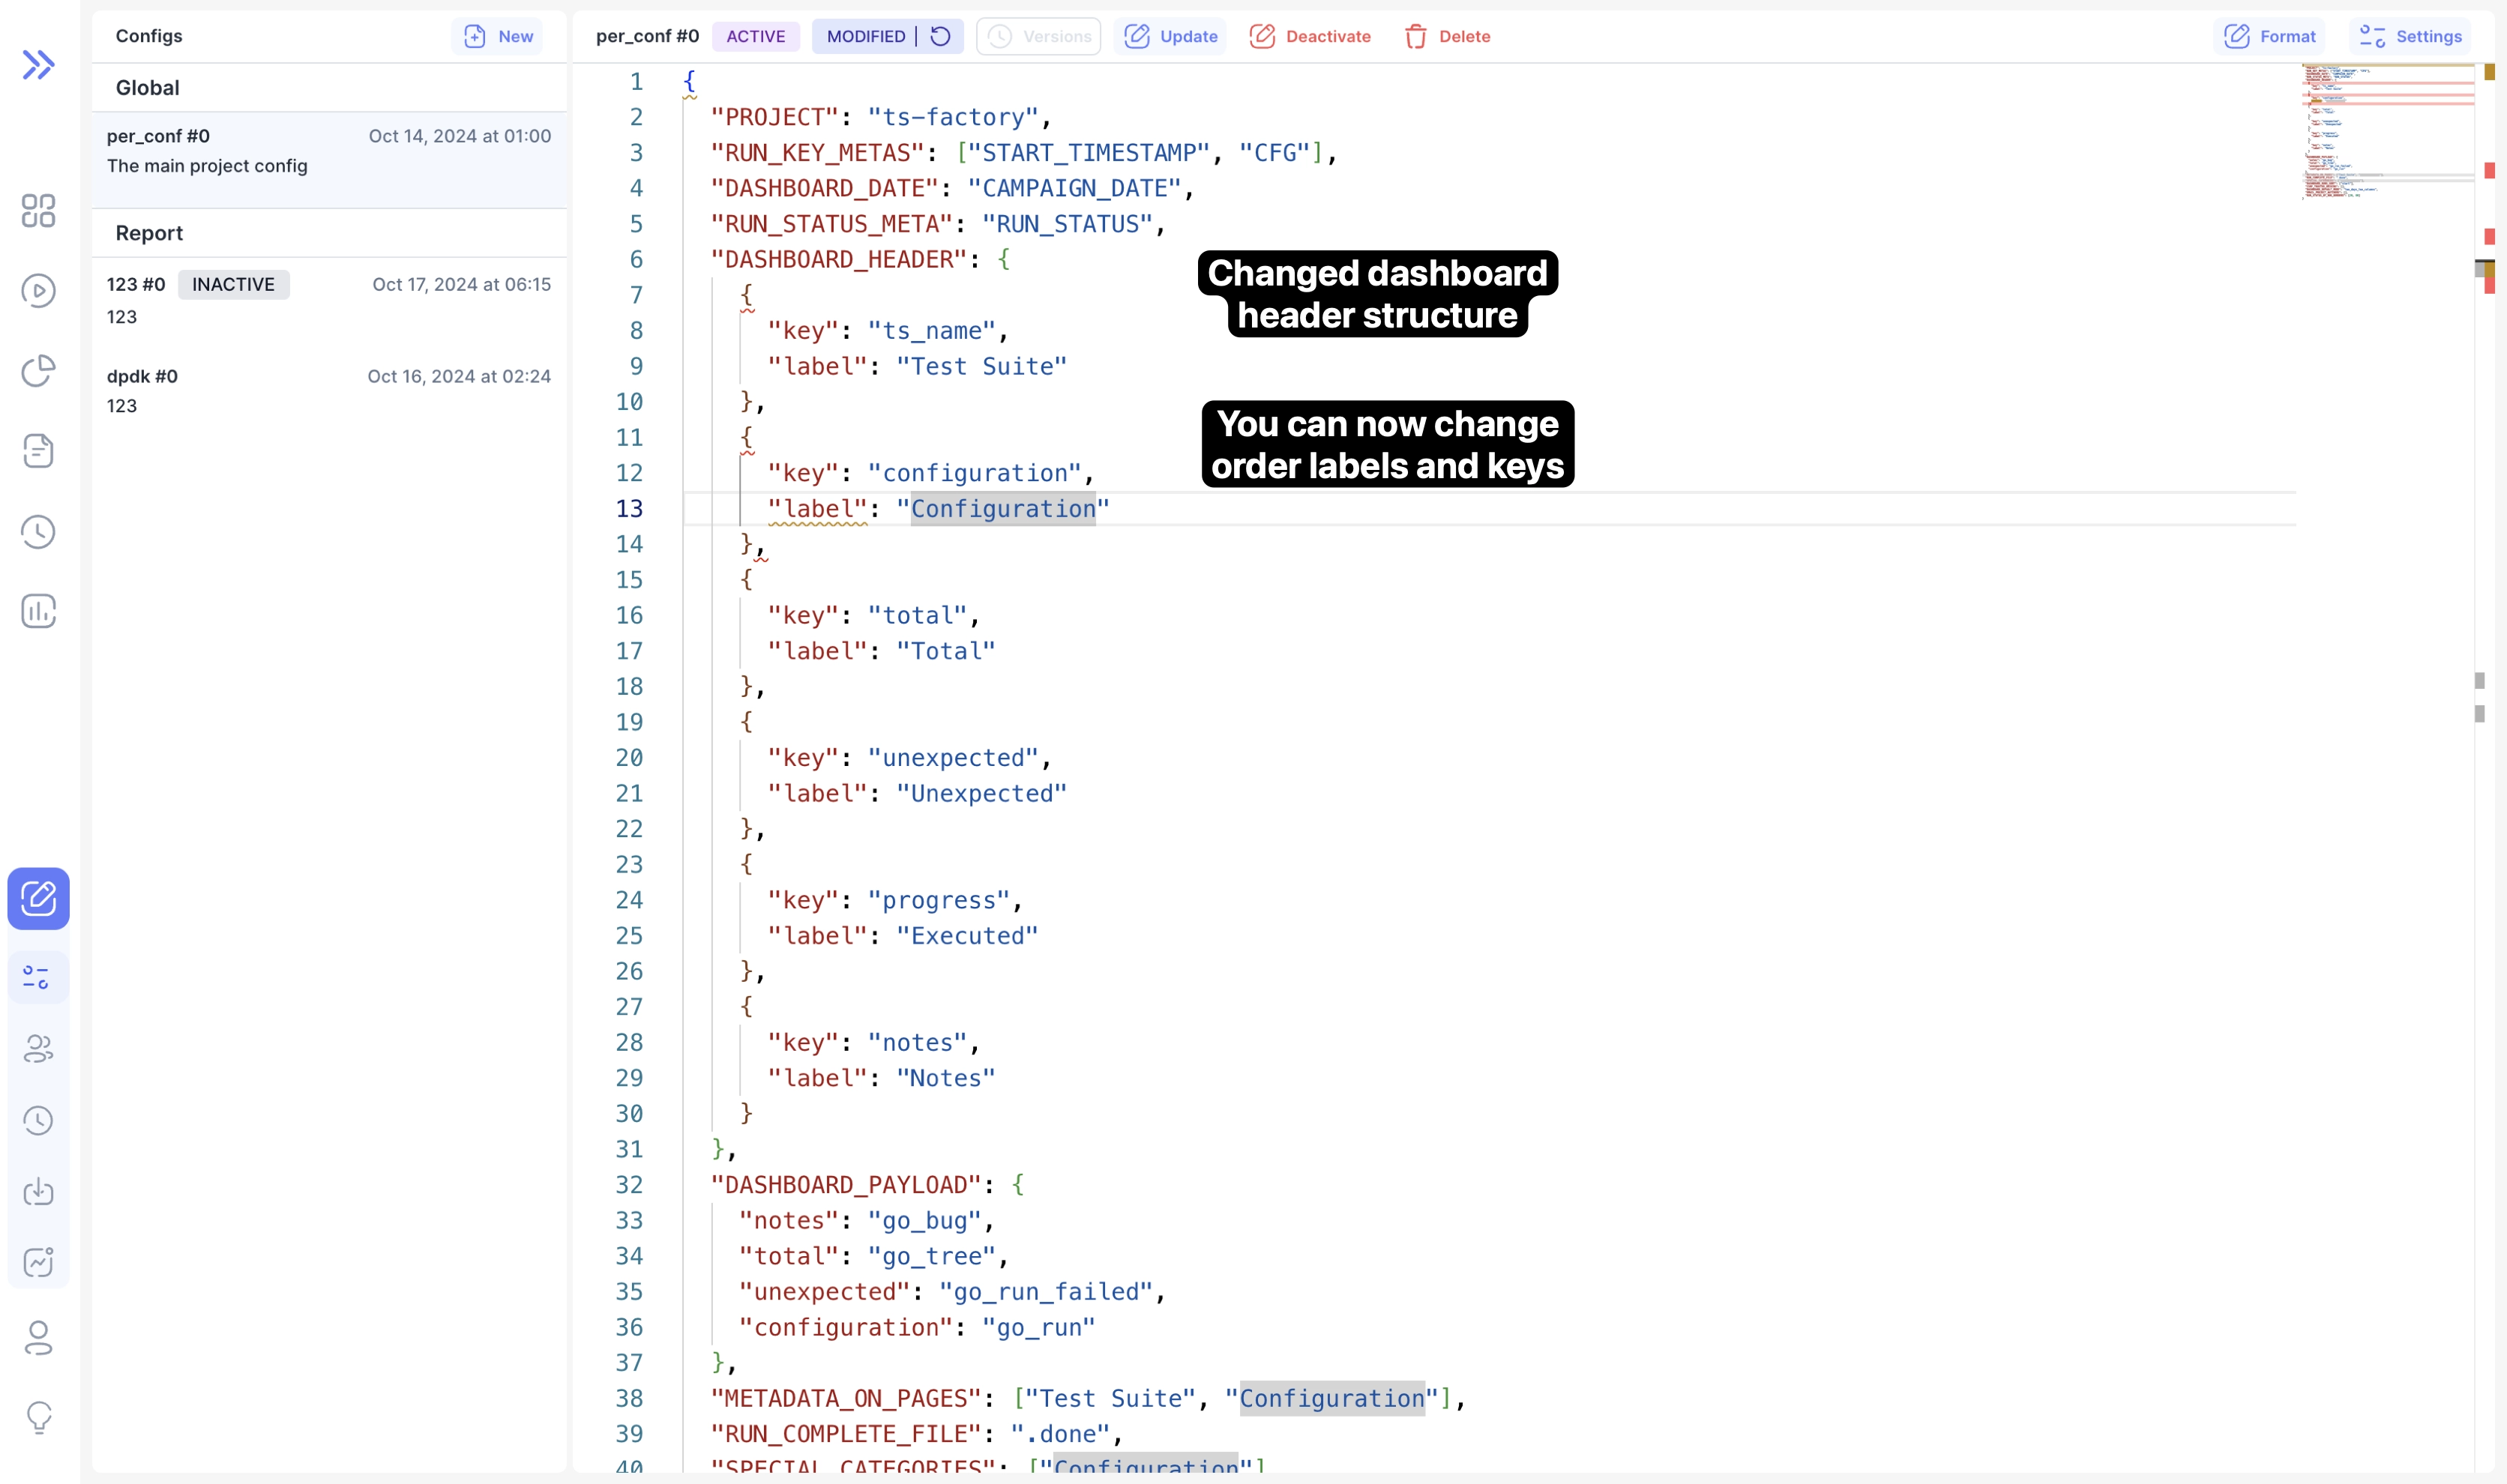 Configs
New
Global
per_conf #0
Oct 14, 2024 at 01:00
The main project config
Report
123 #0
INACTIVE
Oct 17, 2024 at 06:15
123
dpdk #0
Oct 16, 2024 at 02:24
123
per_conf #0
ACTIVE
MODIFIED
Versions
Update
Deactivate
Delete
Format
Settings
1 {
2 "PROJECT": "ts-factory",
3 "RUN_KEY_METAS": ["START_TIMESTAMP", "CFG"],
4 "DASHBOARD_DATE": "CAMPAIGN_DATE",
5 "RUN_STATUS_META": "RUN_STATUS",
6 "DASHBOARD_HEADER": {
7 {
8 "key": "ts_name",
9 "label": "Test Suite"
10 },
11 {
12 "key": "configuration",
13 "label": "Configuration"
14 },
15 {
16 "key": "total",
17 "label": "Total"
18 },
19 {
20 "key": "unexpected",
21 "label": "Unexpected"
22 },
23 {
24 "key": "progress",
25 "label": "Executed"
26 },
27 {
28 "key": "notes",
29 "label": "Notes"
30 }
31 },
32 "DASHBOARD_PAYLOAD": {
33 "notes": "go_bug",
34 "total": "go_tree",
35 "unexpected": "go_run_failed",
36 "configuration": "go_run"
37 },
38 "METADATA_ON_PAGES": ["Test Suite", "Configuration"],
39 "RUN_COMPLETE_FILE": ".done",
40 "SPECIAL_CATEGORIES": ["Configuration"]
Changed dashboard
header structure
You can now change
order labels and keys